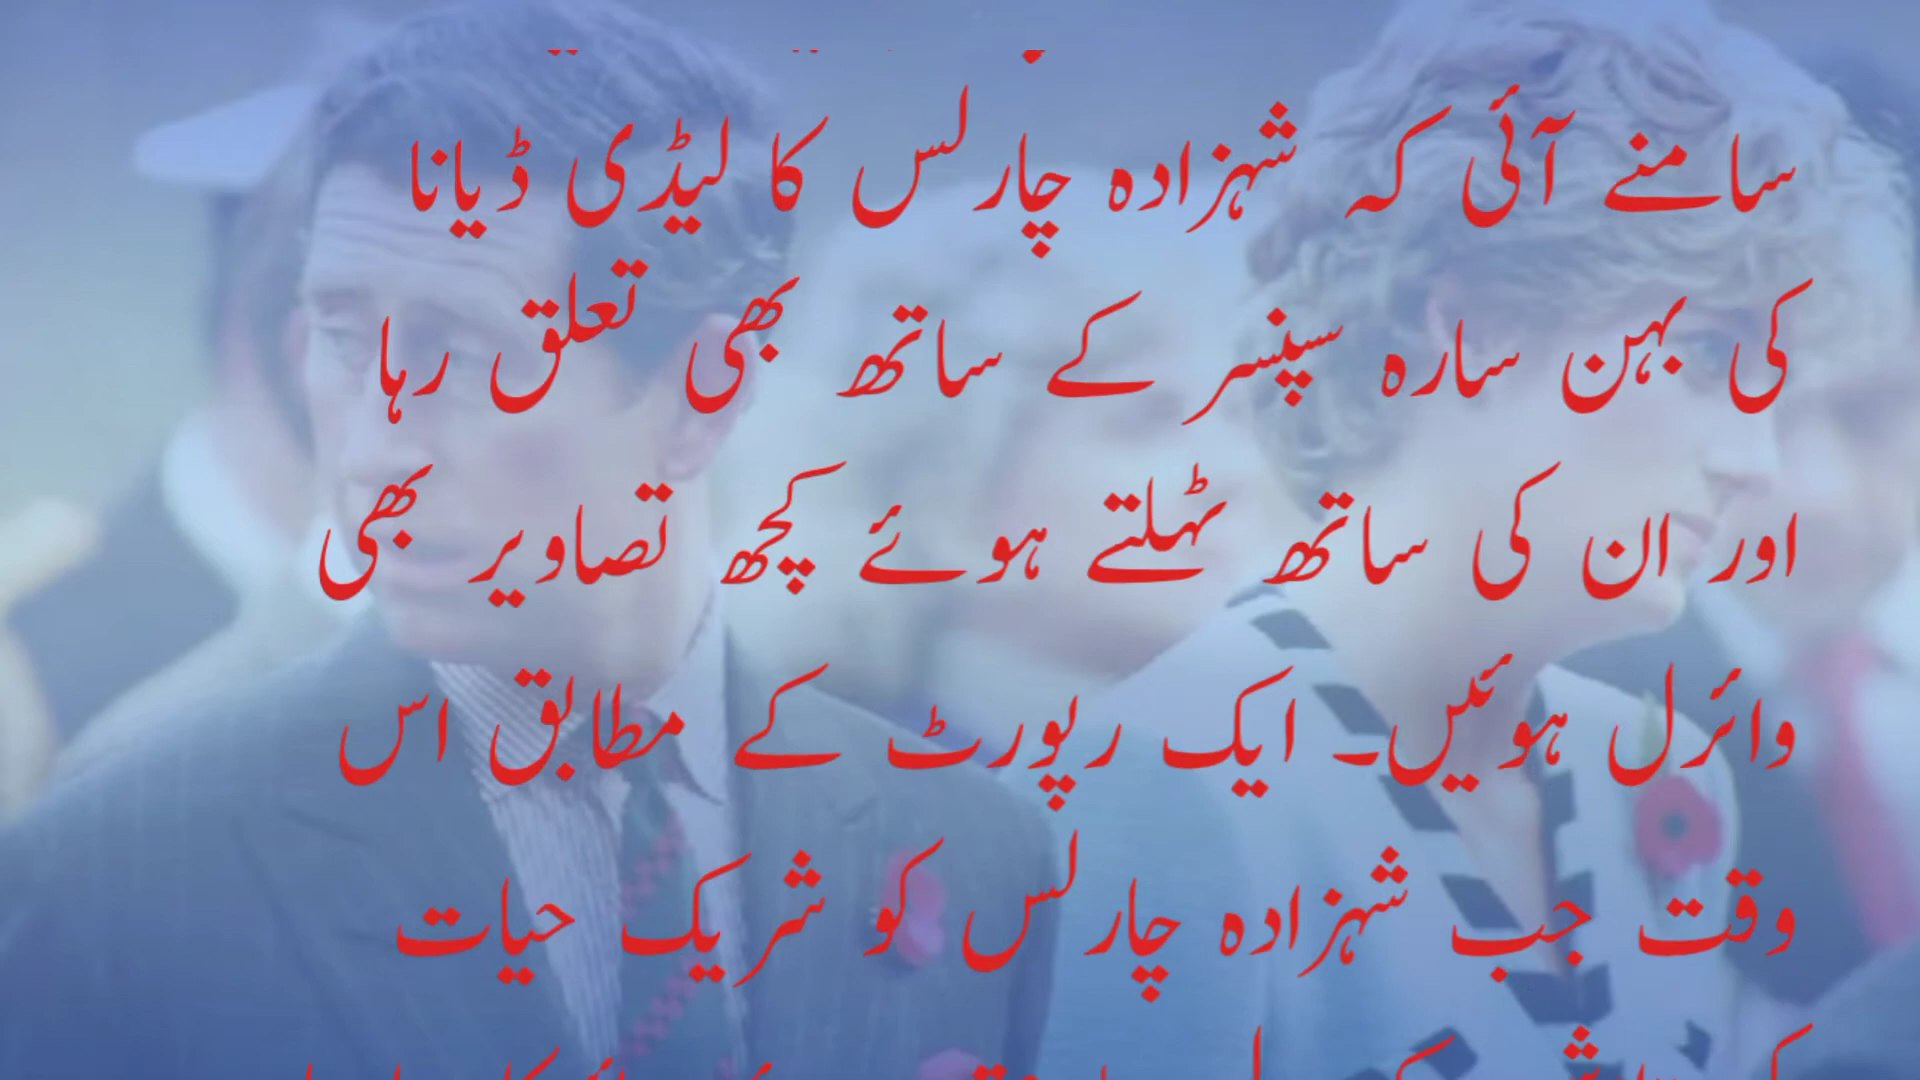 سامنے آئی کہ شہزادہ چارلس کا لیڈی ڈیانا
کی بہن سارہ سپنسر کے ساتھ بھی تعلق رہا
اور ان کی ساتھ ٹہلتے ہوئے کچھ تصاویر بھی
وائرل ہوئیں۔ ایک رپورٹ کے مطابق اس
وقت جب شہزادہ چارلس کو شریک حیات